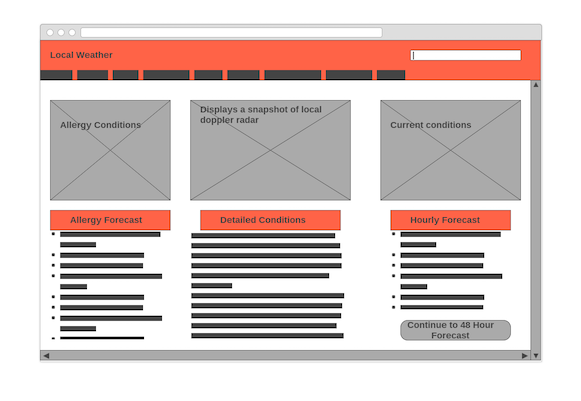 Local Weather
Allergy Conditions
Displays a snapshot of local
doppler radar
Current conditions
Allergy Forecast
Detailed Conditions
Hourly Forecast
Continue to 48 Hour
Forecast